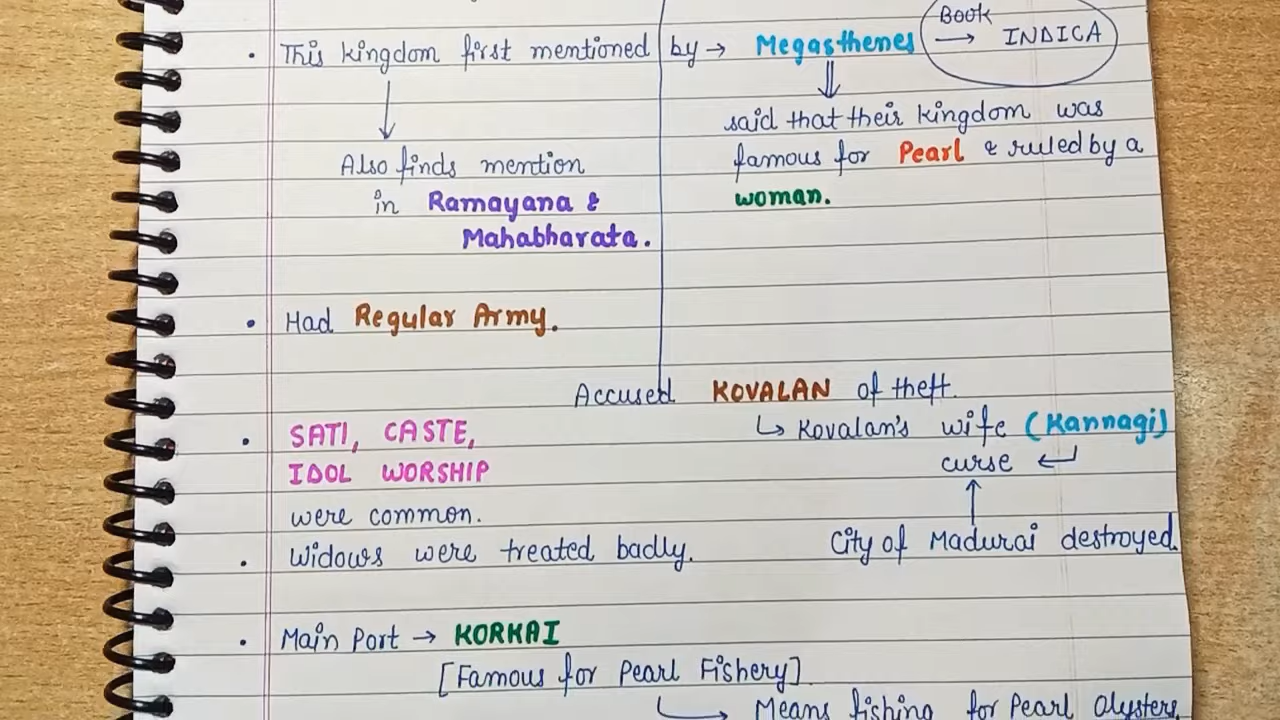 • This kingdom first mentioned by → Megasthenes → Book INDICA
said that their kingdom was
famous for Pearl & ruled by a
woman.
Also finds mention
in Ramayana &
Mahabharata.
• Had Regular Army.
Accused KOVALAN of theft.
↳ Kovalan's wife (Kannagi)
curse ↵
↑
City of Madurai destroyed.
• SATI, CASTE,
IDOL WORSHIP
were common.
• Widows were treated badly.
• Main Port → KORKAI
[Famous for Pearl Fishery]
↳ Means fishing for Pearl Oysters.